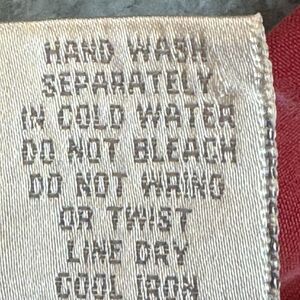 HAND WASH
SEPARATELY
IN COLD WATER
DO NOT BLEACH
DO NOT WRING
OR TWIST
LINE DRY
COOL IRON